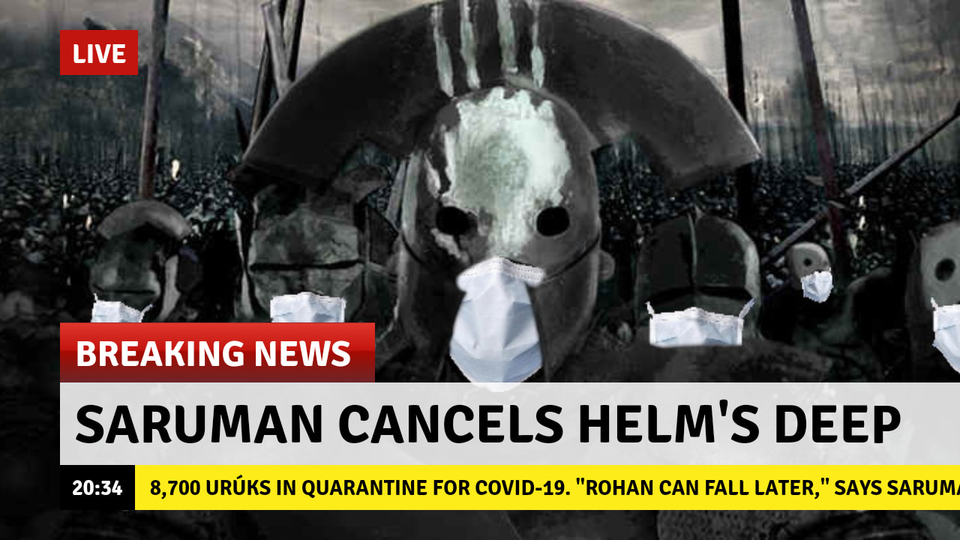 LIVE
BREAKING NEWS
SARUMAN CANCELS HELM'S DEEP
20:34
8,700 URÚKS IN QUARANTINE FOR COVID-19. "ROHAN CAN FALL LATER," SAYS SARUMA